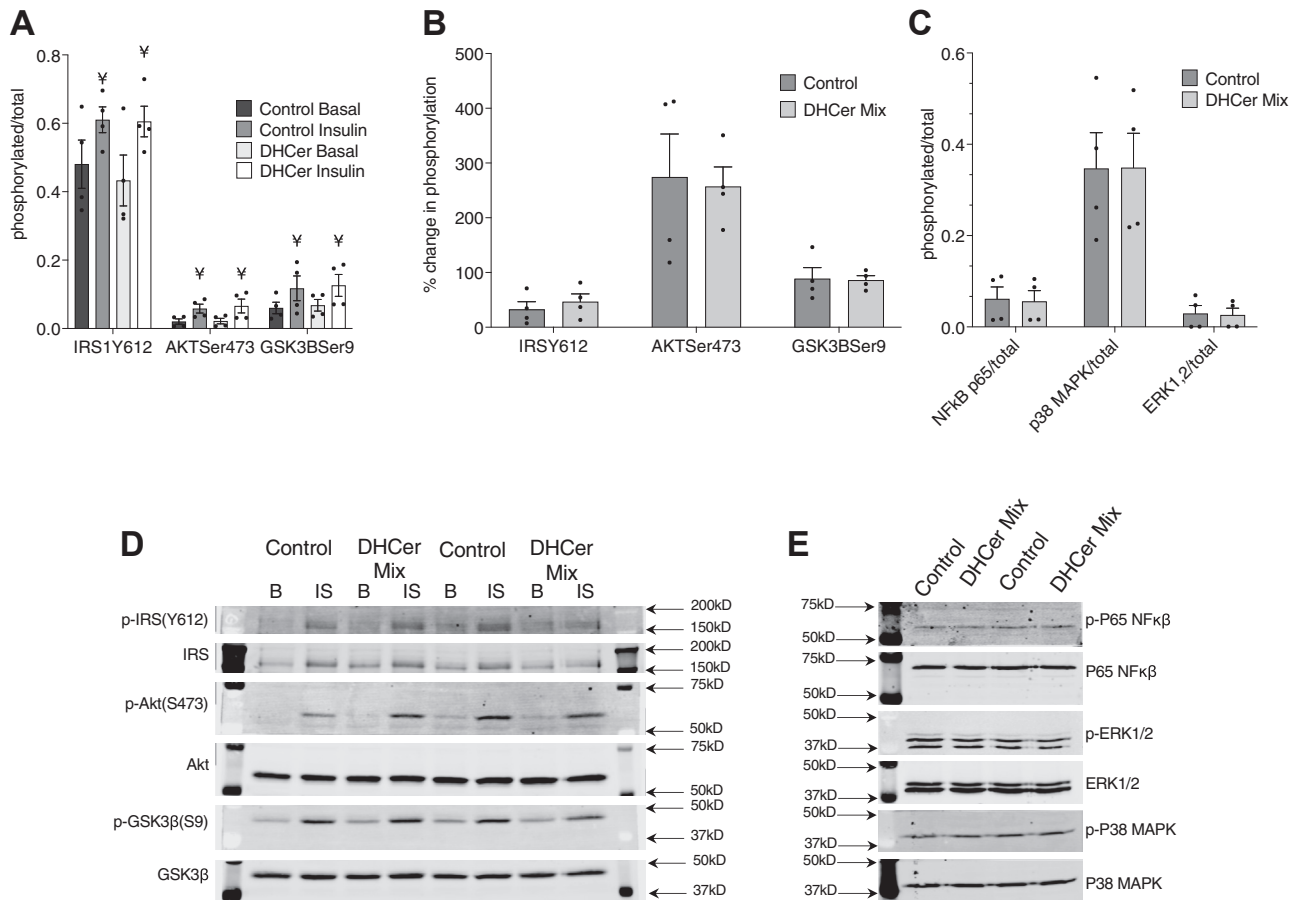 A
phosphorylated/total
0.8
0.6
0.4
0.2
0.0
¥
¥
¥
¥
¥
¥
Control Basal
Control Insulin
DHCer Basal
DHCer Insulin
IRS1Y612
AKTSer473
GSK3BSer9
B
% change in phosphorylation
500
400
300
200
100
0
Control
DHCer Mix
IRSY612
AKTSer473
GSK3BSer9
C
phosphorylated/total
0.6
0.4
0.2
0.0
Control
DHCer Mix
NFkB p65/total
p38 MAPK/total
ERK1,2/total
D
Control
DHCer
Mix
Control
DHCer
Mix
B IS B IS B IS B IS
p-IRS(Y612)
200kD
150kD
IRS
200kD
150kD
p-Akt(S473)
75kD
50kD
Akt
75kD
50kD
p-GSK3β(S9)
50kD
37kD
GSK3β
50kD
37kD
E
Control
DHCer Mix
Control
DHCer Mix
75kD
50kD
p-P65 NFκβ
75kD
50kD
P65 NFκβ
50kD
37kD
p-ERK1/2
50kD
37kD
ERK1/2
50kD
37kD
p-P38 MAPK
50kD
37kD
P38 MAPK